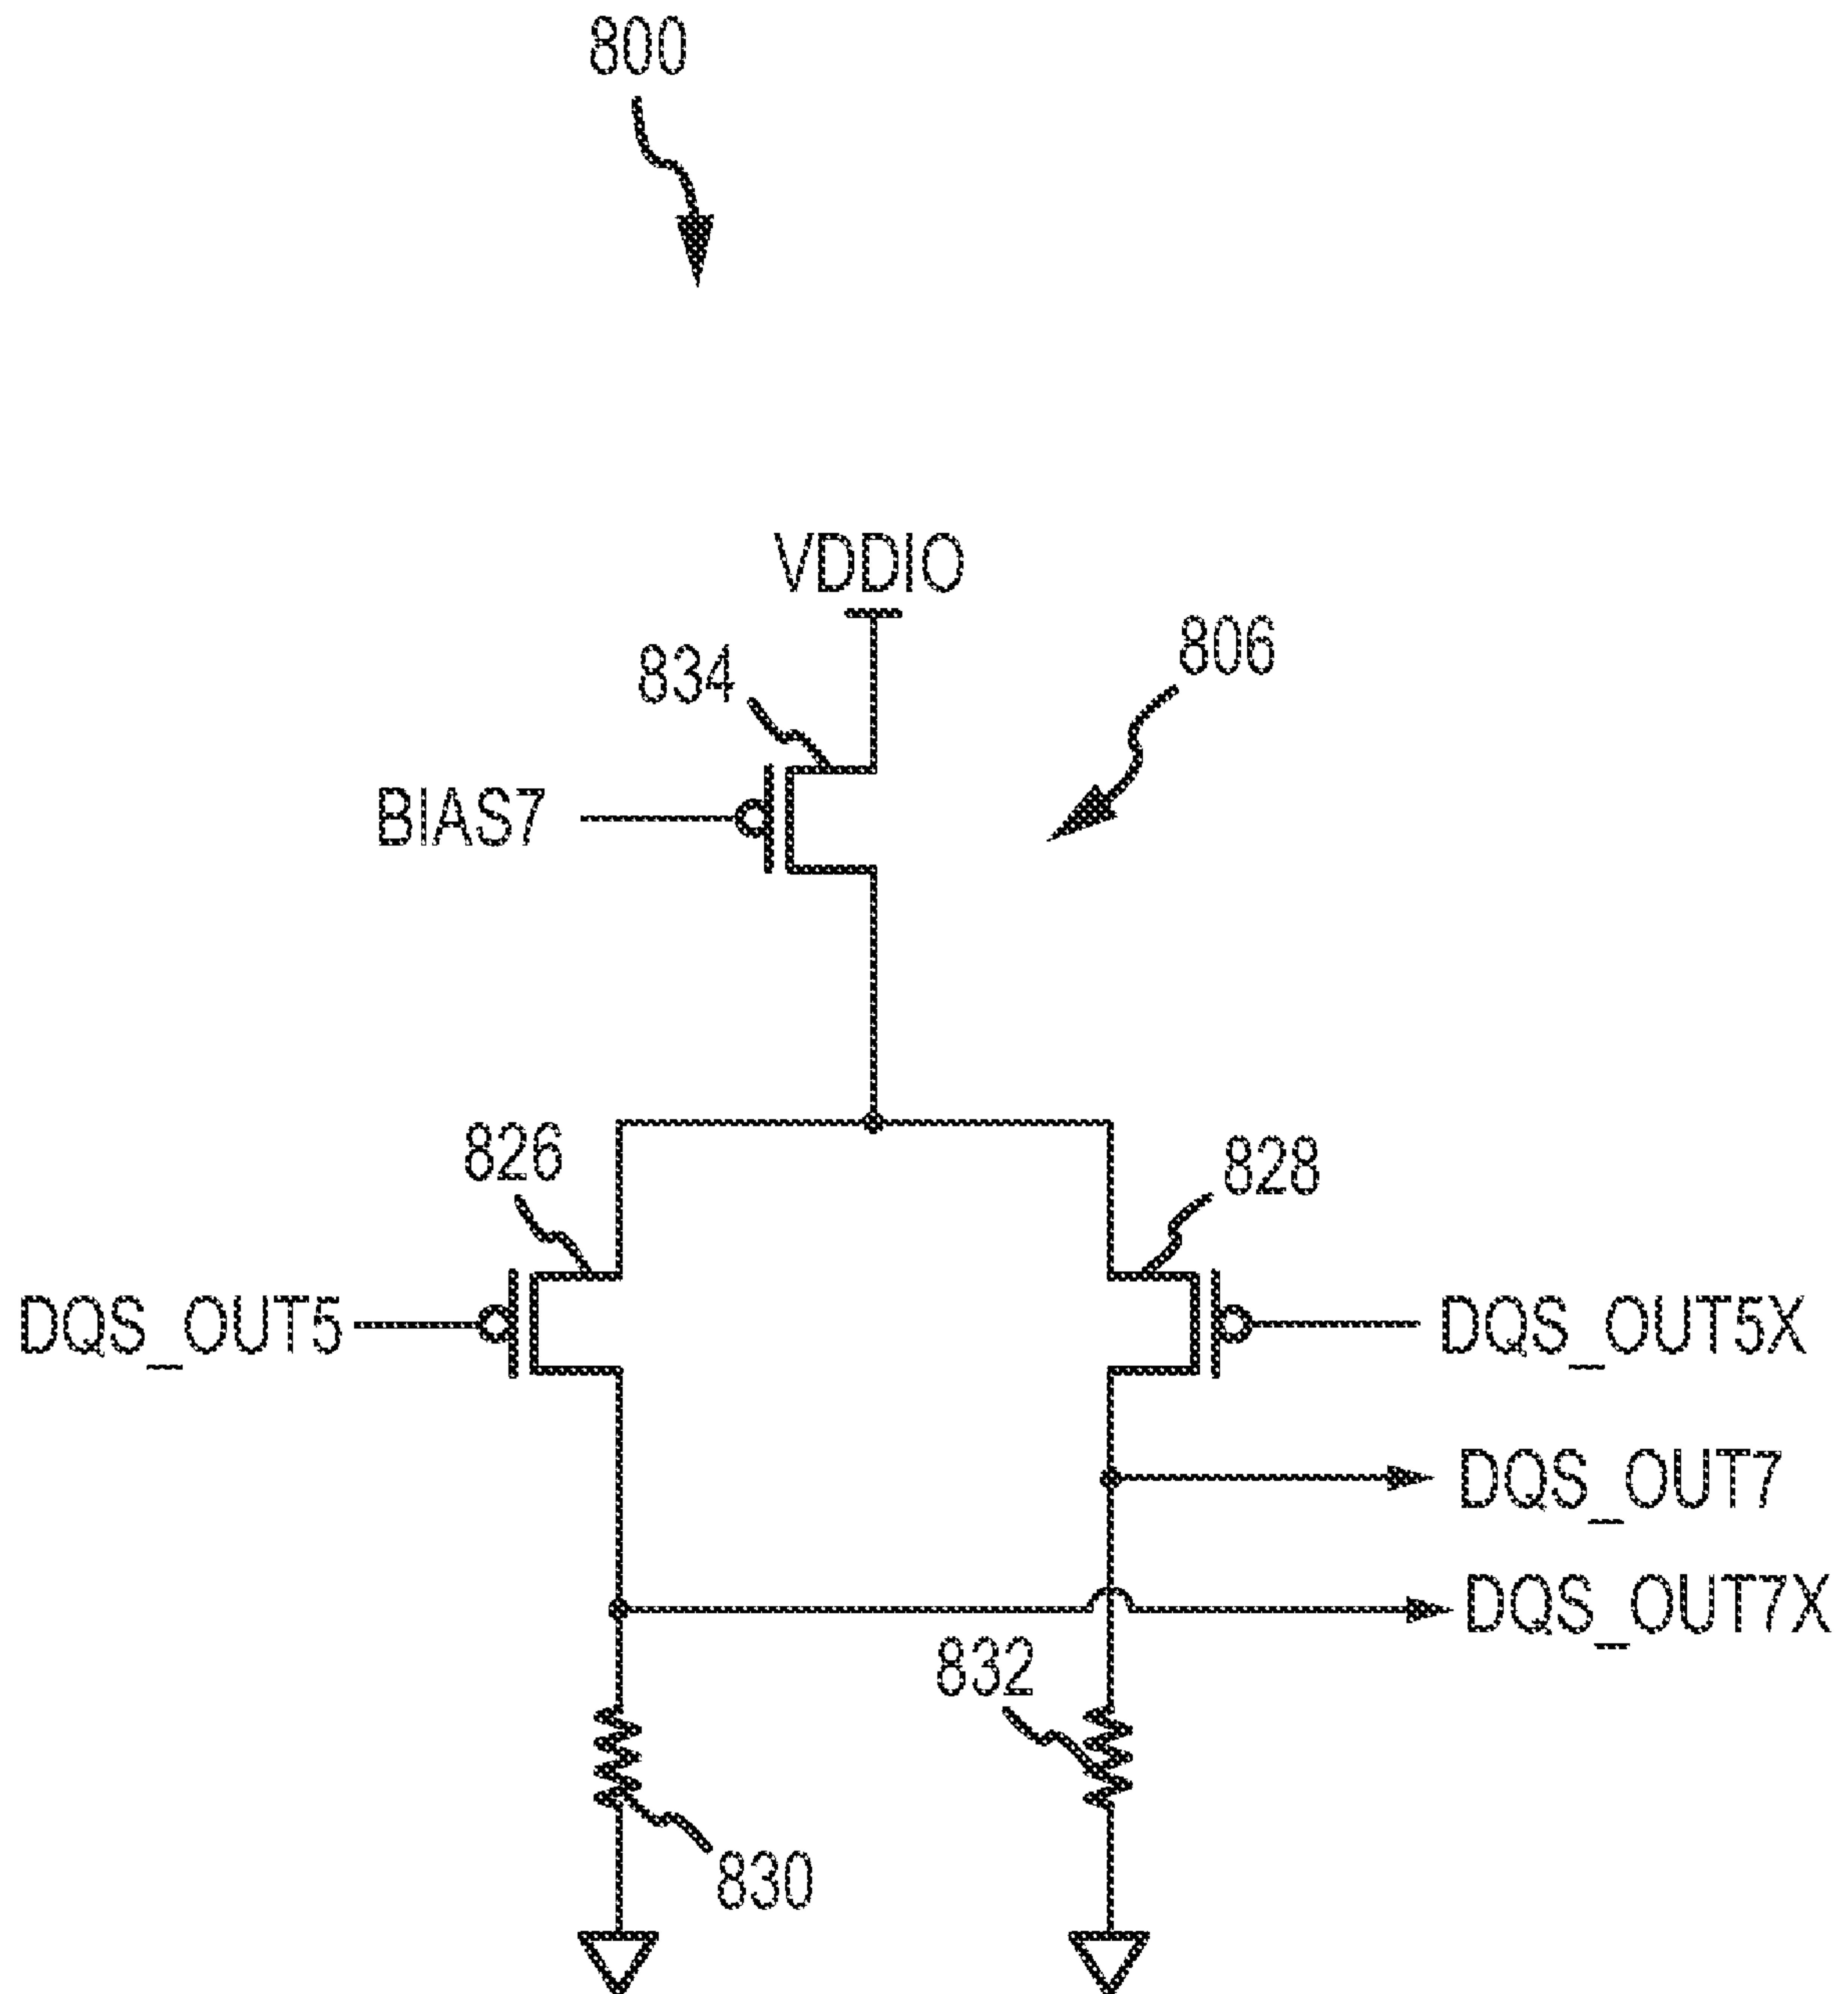 800
VDDIO
834
806
BIAS7
826
828
DQS_OUT5
DQS_OUT5X
DQS_OUT7
DQS_OUT7X
832
830